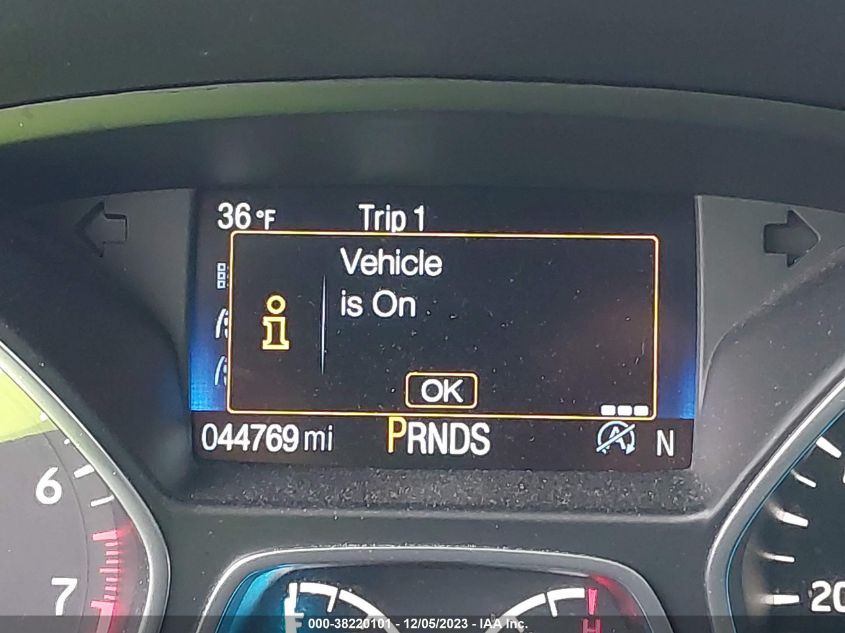 36 °F Trip 1
Vehicle
is On
OK
044769 mi PRNDS A N
6
7
20
F H
000-38220101 - 12/05/2023 - IAA Inc.